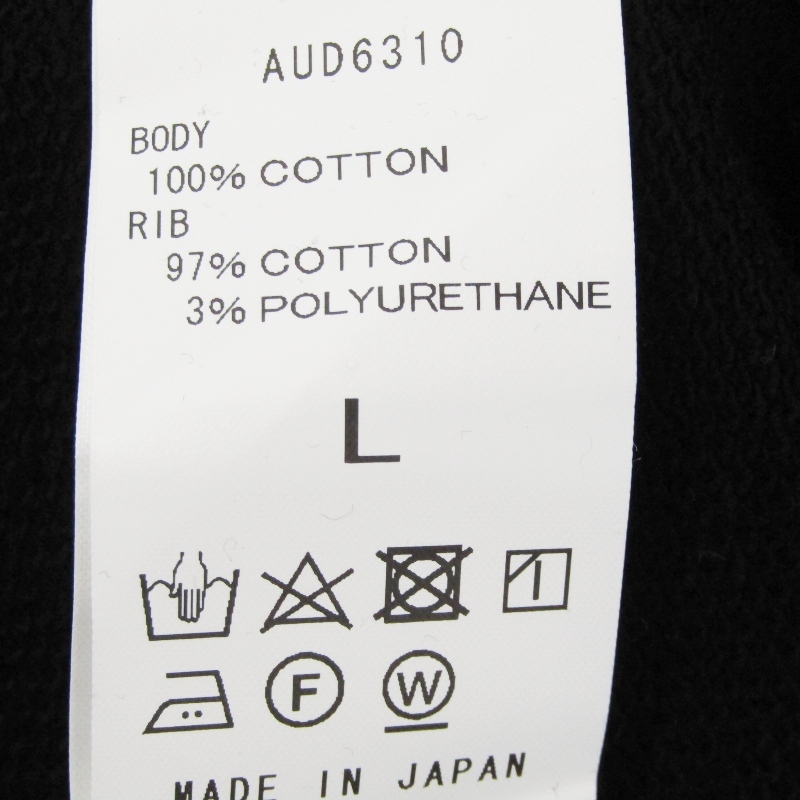 AUD6310
BODY
100% COTTON
RIB
97% COTTON
3% POLYURETHANE
L
F W
MADE IN JAPAN